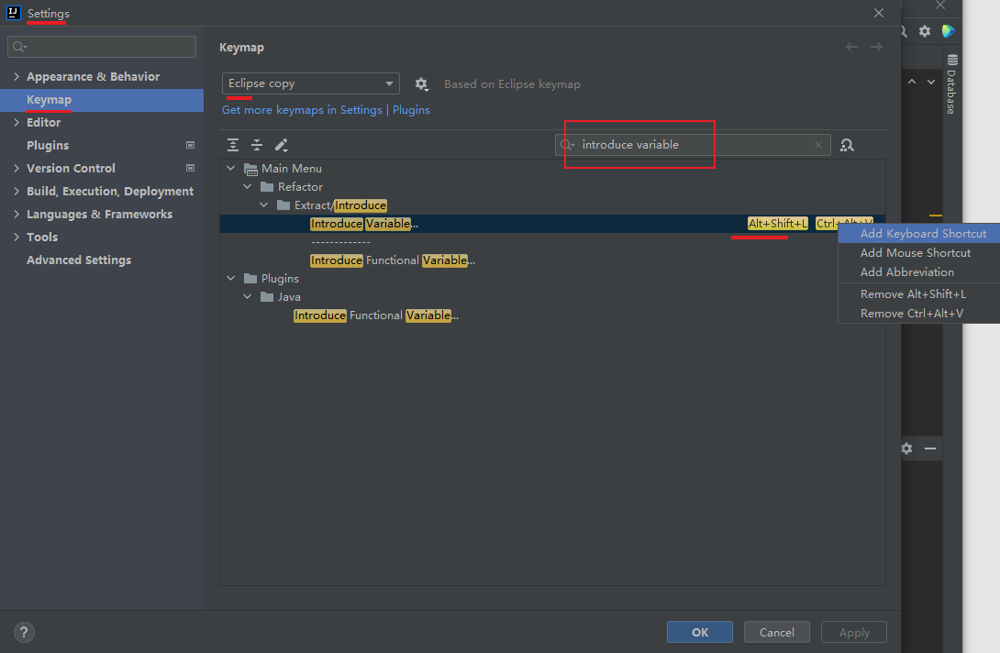 IJ Settings
Keymap
Appearance & Behavior
Keymap
Editor
Plugins
Version Control
Build, Execution, Deployment
Languages & Frameworks
Tools
Advanced Settings
Eclipse copy
Based on Eclipse keymap
Get more keymaps in Settings | Plugins
introduce variable
Main Menu
Refactor
Extract/Introduce
Introduce Variable... Alt+Shift+L Ctrl+Alt+V
-------------
Introduce Functional Variable...
Plugins
Java
Introduce Functional Variable...
Add Keyboard Shortcut
Add Mouse Shortcut
Add Abbreviation
Remove Alt+Shift+L
Remove Ctrl+Alt+V
Database
?
OK
Cancel
Apply